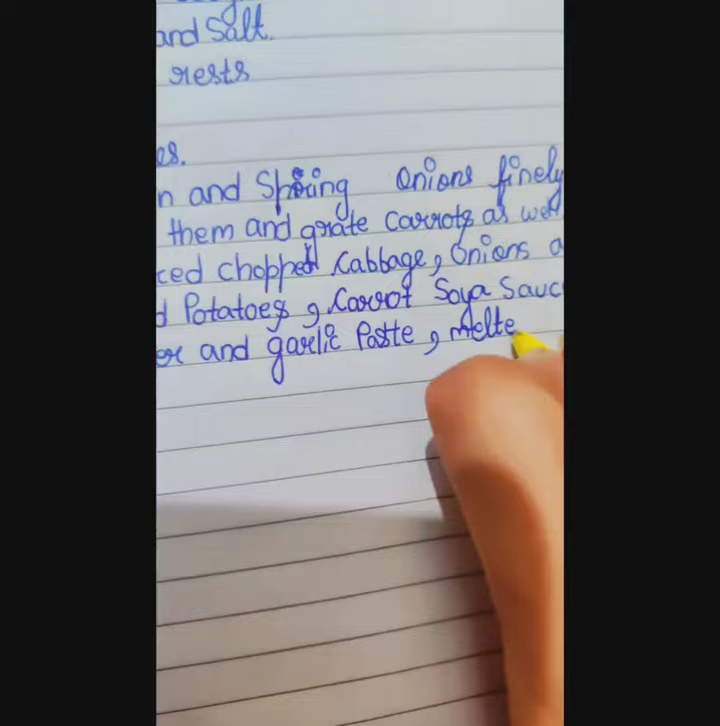 and Salt.
rests
es.
n and Spring Onions finely
them and grate Carrots as well
ced chopped Cabbage, Onions a
d Potatoes, Carrot Soya Sauc
er and garlic Paste, melte